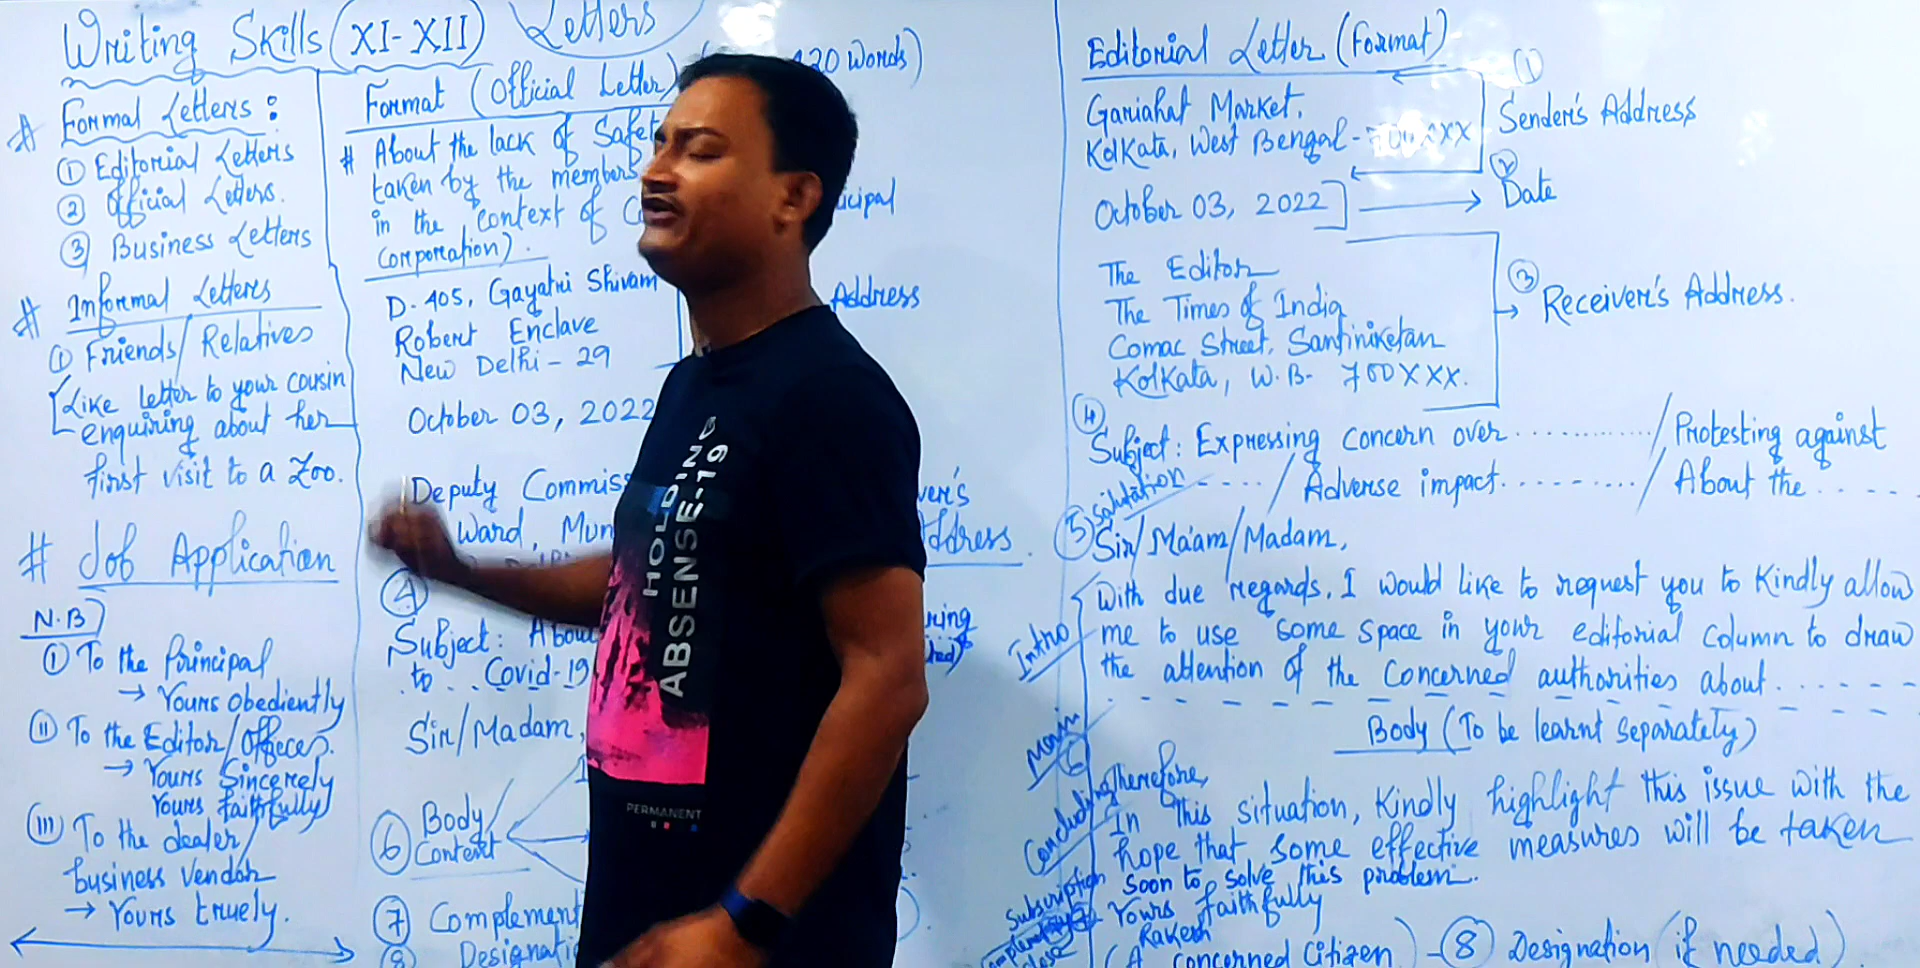 Writing Skills (XI-XII) Letters
20 Words)
# Formal Letters :
① Editorial Letters
② Official Letters.
③ Business Letters
# Informal Letters
① Friends/Relatives
[Like letter to your cousin
enquiring about her
first visit to a Zoo.
# Job Application
N.B)
① To the Principal
→ Yours Obediently
ⅱ) To the Editor/Officer.
→ Yours Sincerely
Yours faithfully
(iii) To the dealer/
business vendor
→ Yours truely.
Format (Official Letter)
# About the lack of
taken by the members
in the context of
icipal
Corporation).
D-405, Gayatri Shivam
Robert Enclave
New Delhi - 29
Address
October 03, 2022
Deputy
Ward,
ver's
Address.
④
Subject:
to .. Covid-19
Sir/Madam,
⑥ Body/
Context
⑦
⑧
HOLDING
ABSENSE-19
PERMANENT
Editorial Letter (Format)
①
Gariahat Market,
Kolkata, West Bengal - 700XXX
Sender's Address
②
October 03, 2022
Date
The Editor
The Times of India
Comac Street, Santiniketan
Kolkata, W.B- 700XXX.
③
Receiver's Address.
④
Subject: Expressing concern over ........../ Protesting against
...../ Adverse impact........../ About the......
⑤ Salutation
Sir/Ma'am/Madam,
Intro
With due regards, I would like to request you to kindly allow
me to use some space in your editorial column to draw
the attention of the concerned authorities about.......
Main
⑥
Body (To be learnt separately)
Concluding
Therefore,
In this situation, kindly highlight this issue with the
hope that some effective measures will be taken
soon to solve this problem.
Subscription
Yours faithfully
Rakesh
(A concerned Citizen) - ⑧ Designation (if needed)